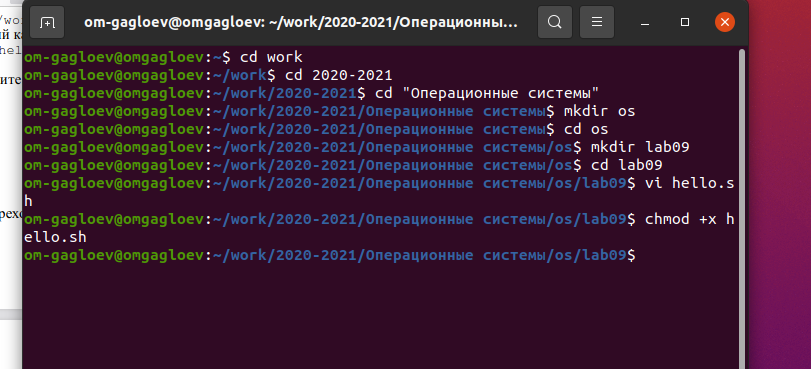 om-gagloev@omgagloev: ~/work/2020-2021/Операционны...
om-gagloev@omgagloev:~$ cd work
om-gagloev@omgagloev:~/work$ cd 2020-2021
om-gagloev@omgagloev:~/work/2020-2021$ cd "Операционные системы"
om-gagloev@omgagloev:~/work/2020-2021/Операционные системы$ mkdir os
om-gagloev@omgagloev:~/work/2020-2021/Операционные системы$ cd os
om-gagloev@omgagloev:~/work/2020-2021/Операционные системы/os$ mkdir lab09
om-gagloev@omgagloev:~/work/2020-2021/Операционные системы/os$ cd lab09
om-gagloev@omgagloev:~/work/2020-2021/Операционные системы/os/lab09$ vi hello.s
h
om-gagloev@omgagloev:~/work/2020-2021/Операционные системы/os/lab09$ chmod +x h
ello.sh
om-gagloev@omgagloev:~/work/2020-2021/Операционные системы/os/lab09$